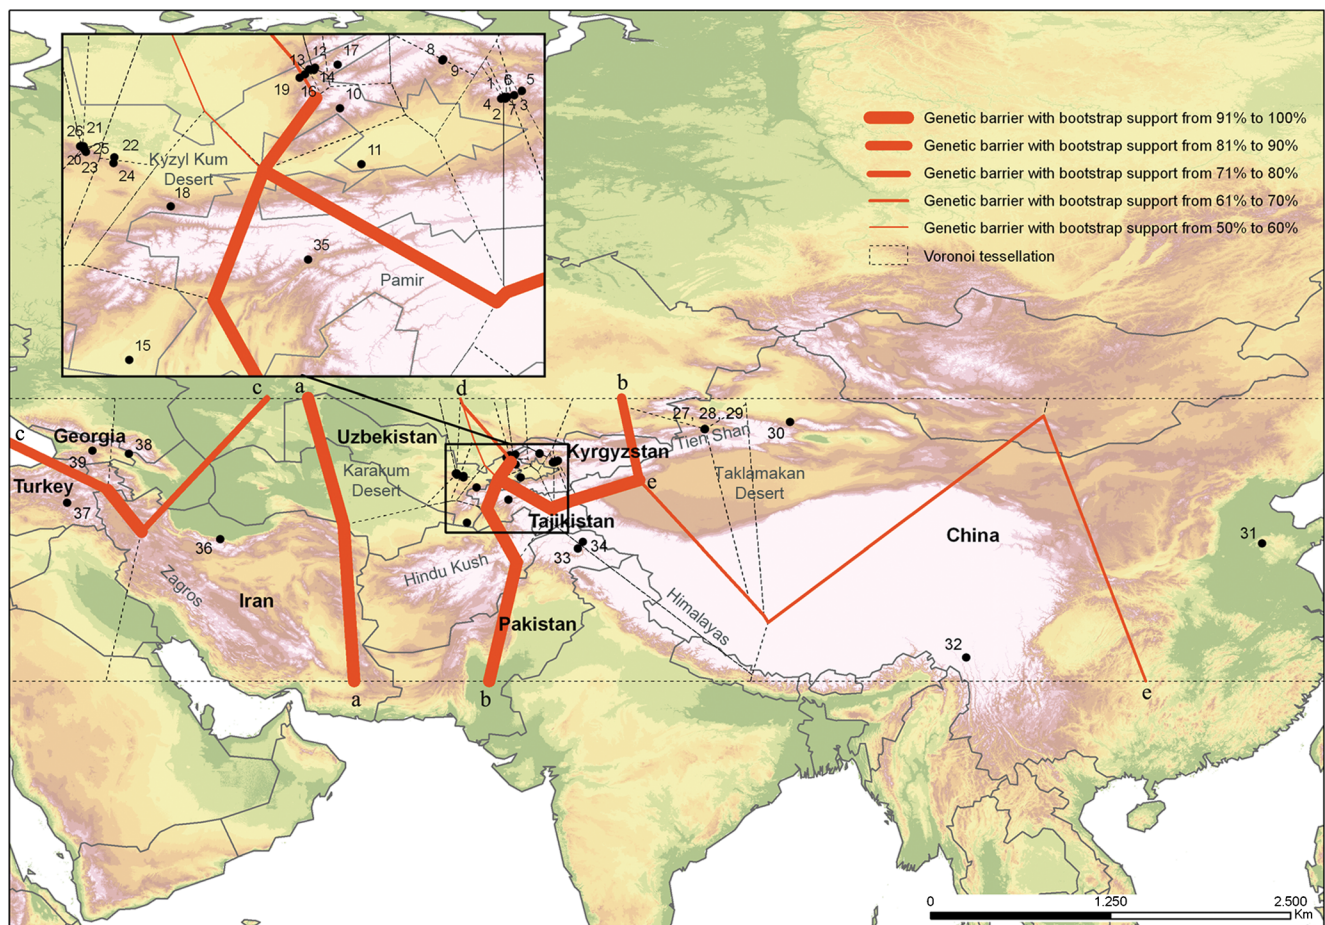 12
17
13
8
6
5
1
9
19
16
14
10
4
7
3
2
26
21
22
11
25
Kyzyl Kum
Desert
20
23
24
18
35
Pamir
15
Genetic barrier with bootstrap support from 91% to 100%
Genetic barrier with bootstrap support from 81% to 90%
Genetic barrier with bootstrap support from 71% to 80%
Genetic barrier with bootstrap support from 61% to 70%
Genetic barrier with bootstrap support from 50% to 60%
Voronoi tessellation
c
a
d
b
27, 28, 29
30
c
Georgia
38
39
Uzbekistan
Kyrgyzstan
Tien Shan
Turkey
37
Karakum
Desert
e
Taklamakan
Desert
Tajikistan
China
31
36
33
34
Hindu Kush
Zagros
Iran
Himalayas
Pakistan
32
a
b
e
0
1.250
2.500
Km